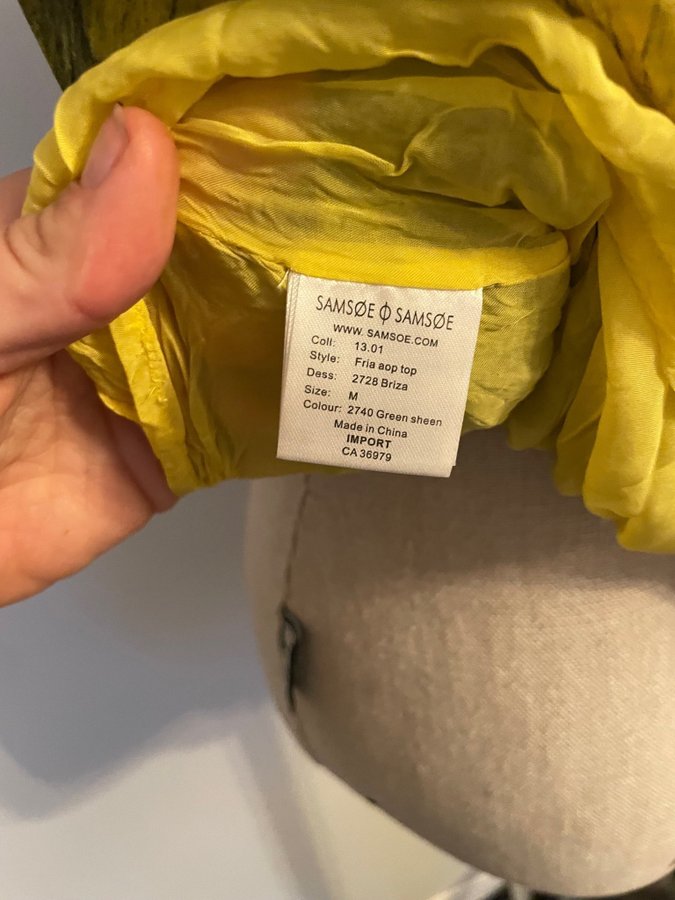 SAMSØE ϕ SAMSØE
WWW. SAMSOE.COM
Coll: 13.01
Style: Fria aop top
Dess: 2728 Briza
Size: M
Colour: 2740 Green sheen
Made in China
IMPORT
CA 36979